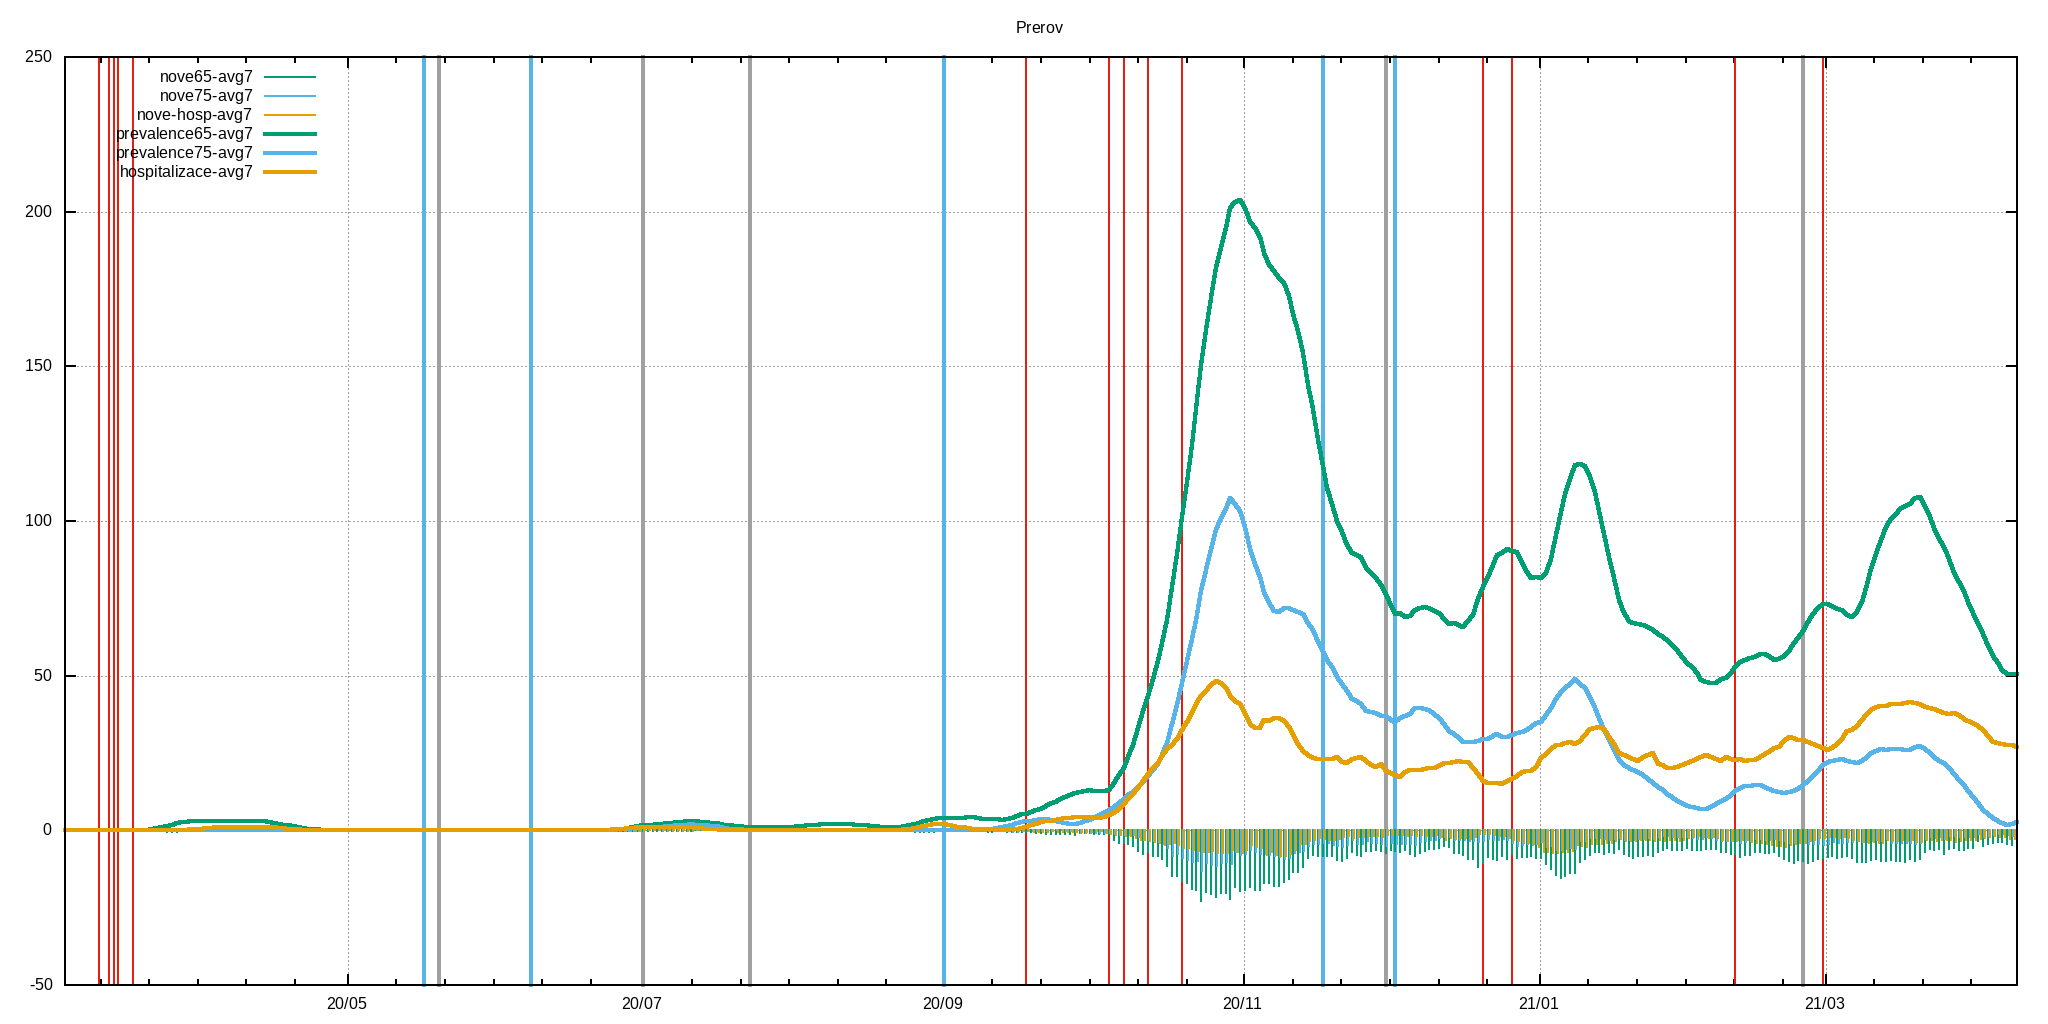 Prerov
250
nove65-avg7
nove75-avg7
nove-hosp-avg7
prevalence65-avg7
prevalence75-avg7
hospitalizace-avg7
200
150
100
50
0
-50
20/05 20/07 20/09 20/11 21/01 21/03